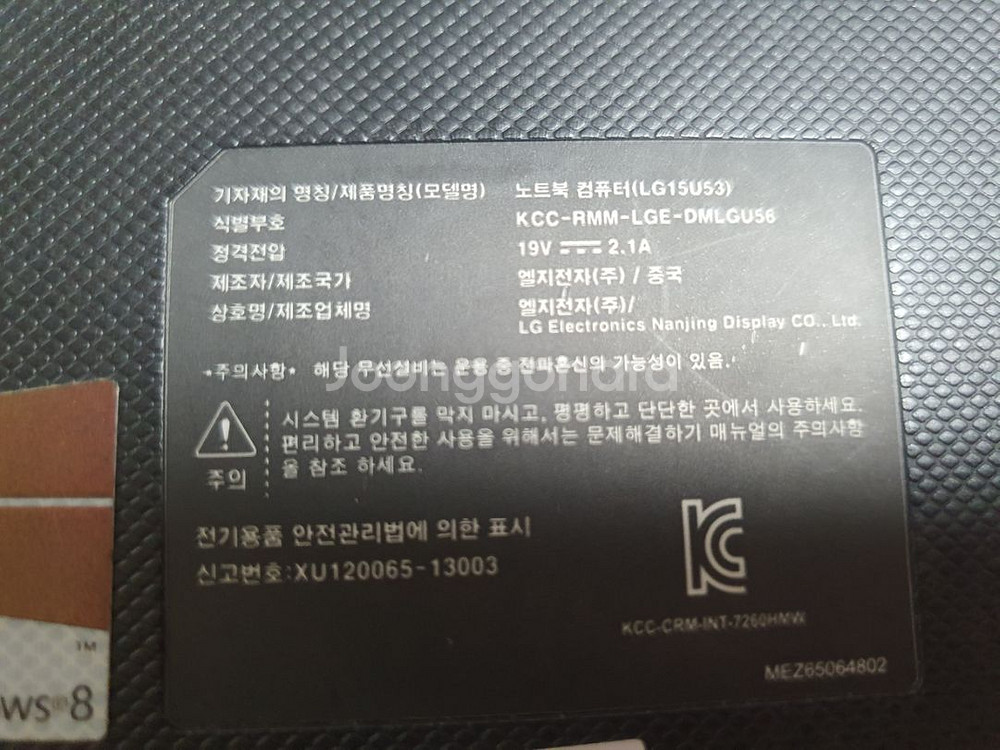 기자재의 명칭/제품명칭(모델명) 노트북 컴퓨터(LG15U53)
식별부호 KCC-RMM-LGE-DMLGU56
정격전압 19V 2.1A
제조자/제조국가 엘지전자(주) / 중국
상호명/제조업체명 엘지전자(주)/
LG Electronics Nanjing Display CO., Ltd.
*주의사항* 해당 무선설비는 운용 중 전파혼신의 가능성이 있음.
Joonggonara
시스템 환기구를 막지 마시고, 평평하고 단단한 곳에서 사용하세요.
편리하고 안전한 사용을 위해서는 문제해결하기 매뉴얼의 주의사항
을 참조 하세요.
주의
전기용품 안전관리법에 의한 표시
신고번호:XU120065-13003
KC
KCC-CRM-INT-7260HMW
MEZ65064802
TM
ws®8